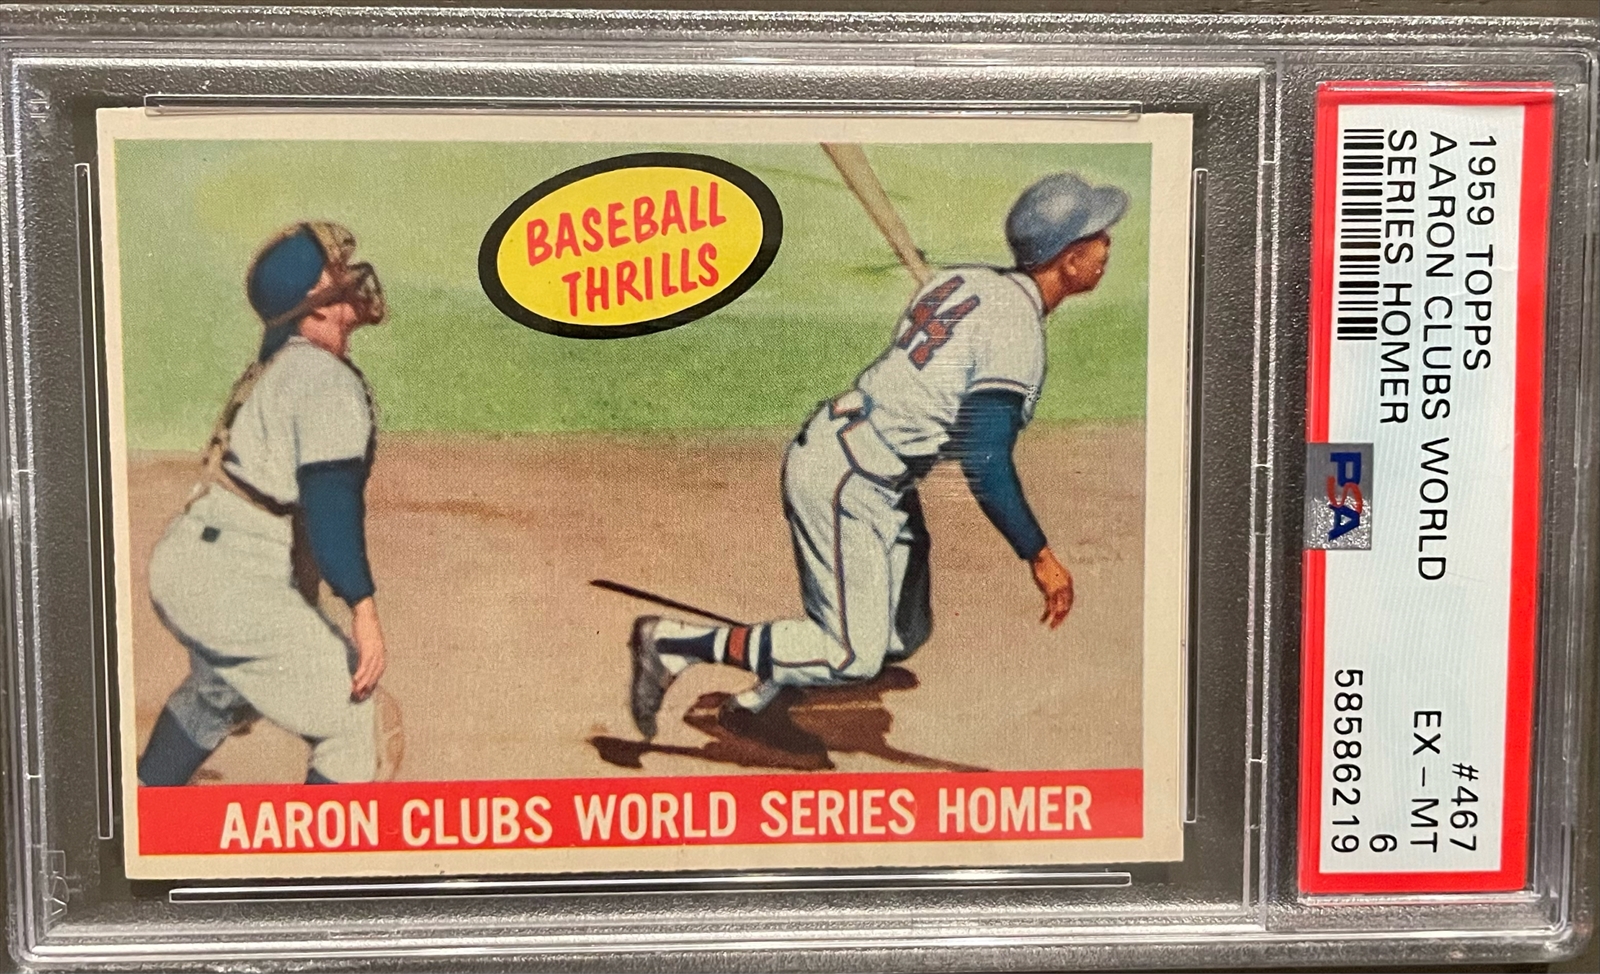 BASEBALL
THRILLS
AARON CLUBS WORLD SERIES HOMER
1959 TOPPS #467
AARON CLUBS WORLD EX-MT
SERIES HOMER 6
58586219
PSA